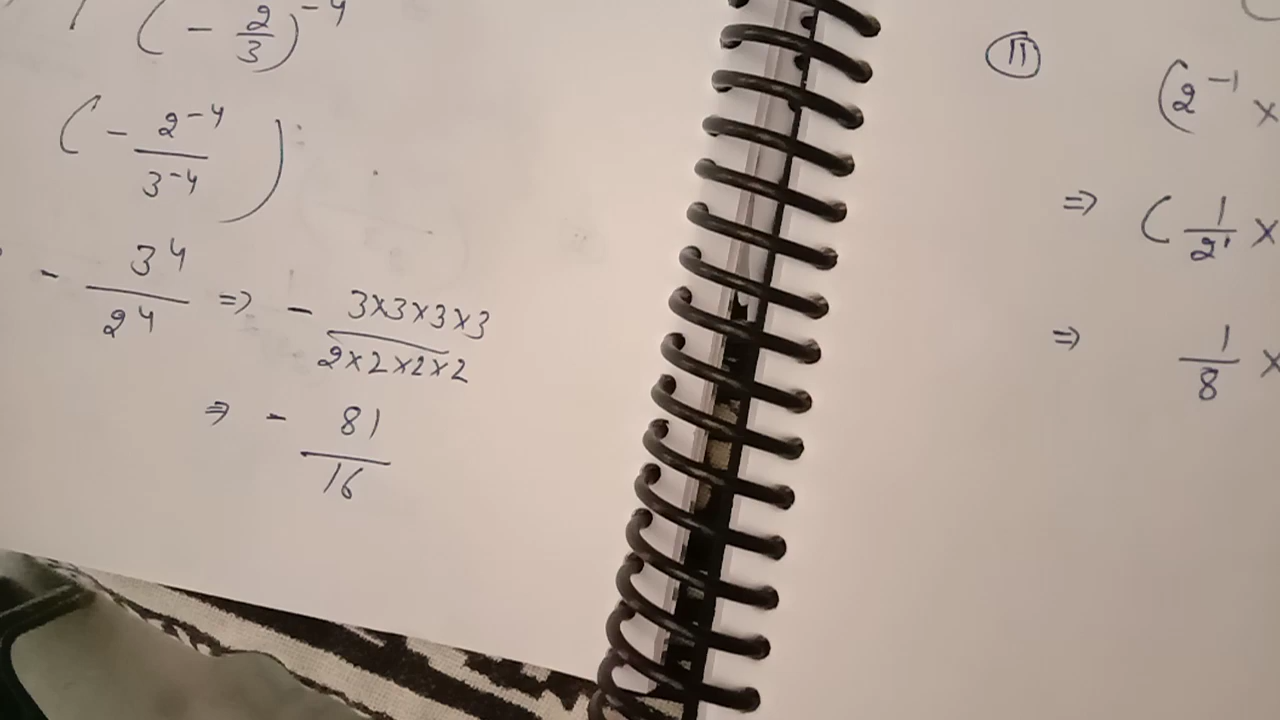 (- 2/3)^-4
(- 2^-4/3^-4)
- 3^4/2^4 ⇒ - 3×3×3×3/2×2×2×2
⇒ - 81/16
11
(2^-1 ×
⇒ (1/2^1 ×
⇒ 1/8 ×